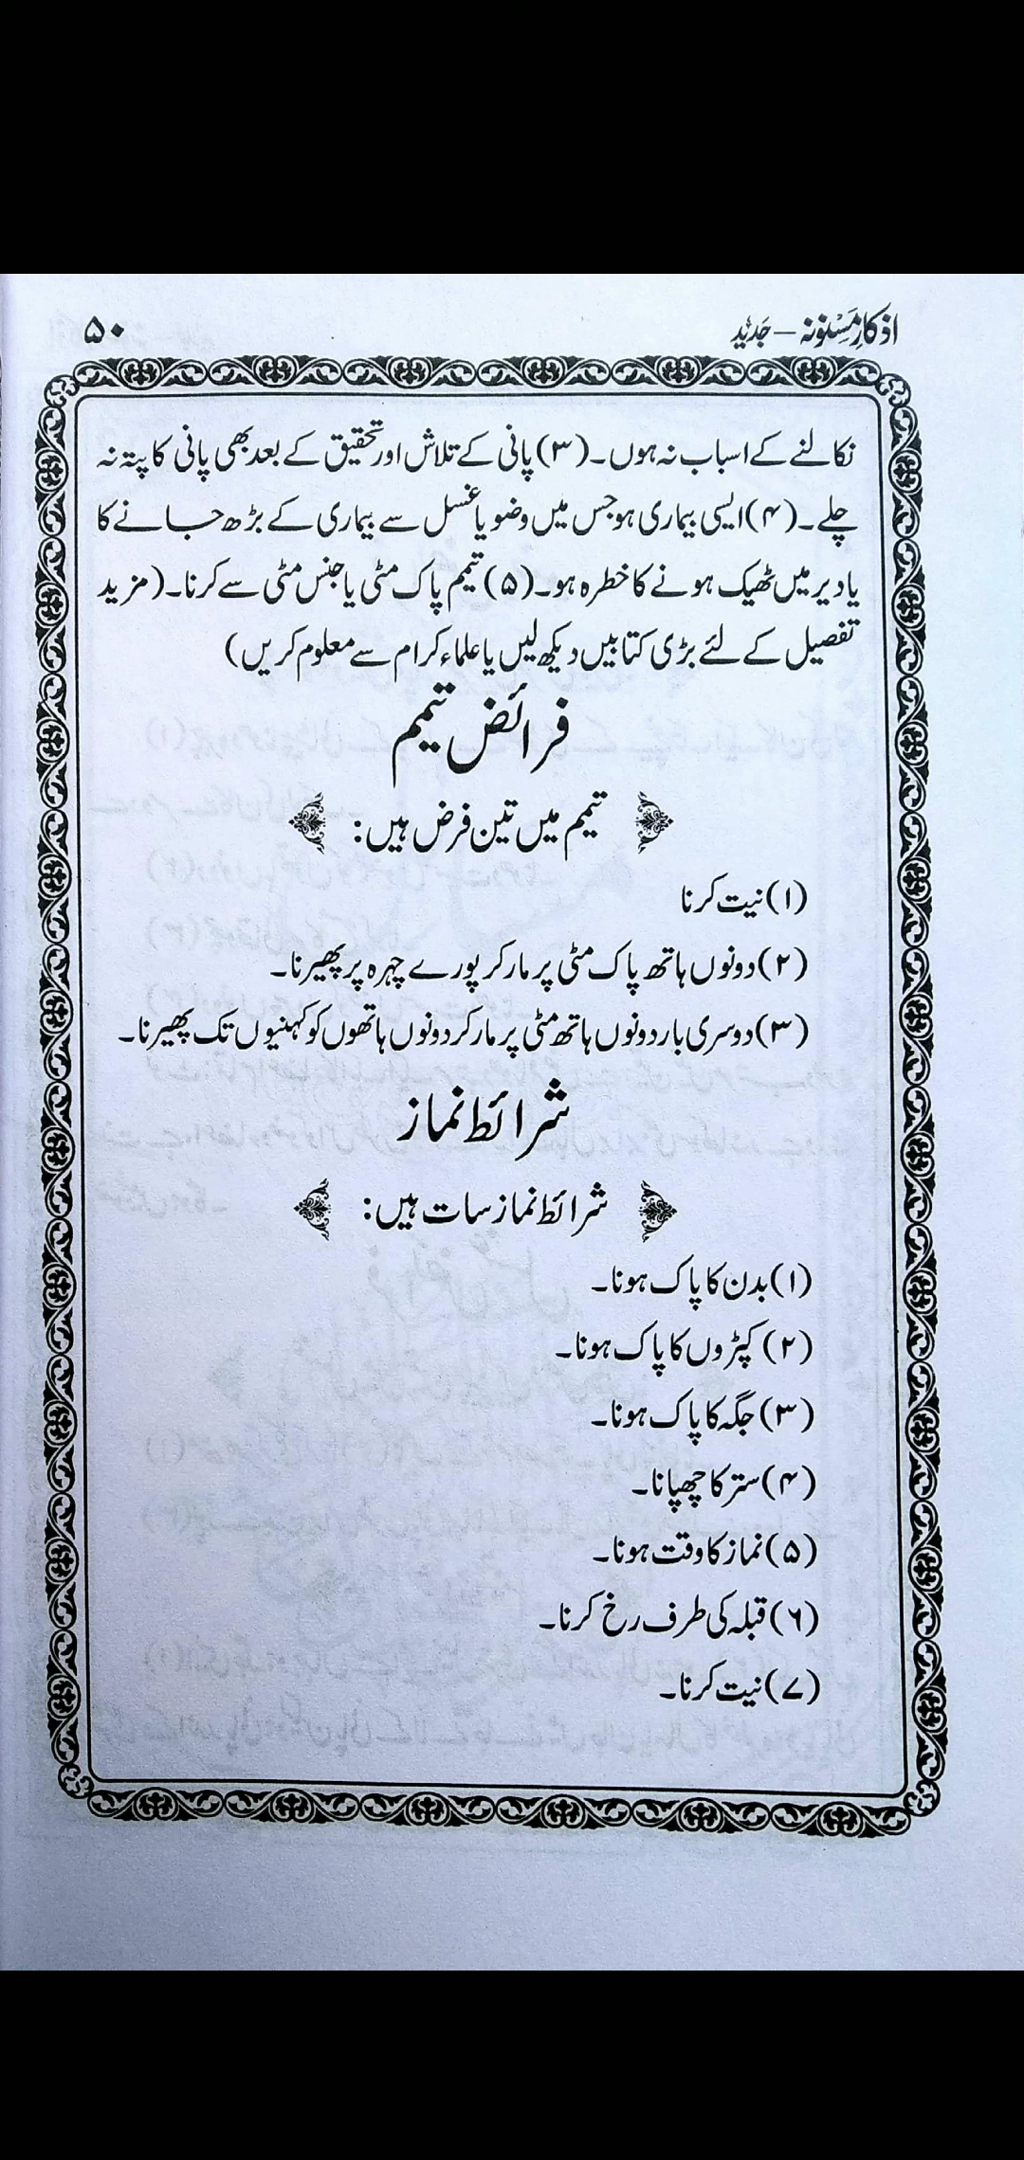 اذکارِ مَسنونہ – جَدید ۵۰
نکالنے کے اسباب نہ ہوں۔ (۳) پانی کے تلاش اور تحقیق کے بعد بھی پانی کا پتہ نہ
چلے۔ (۴) ایسی بیماری ہو جس میں وضو یا غسل سے بیماری کے بڑھ جانے کا
یا دیر میں ٹھیک ہونے کا خطرہ ہو۔ (۵) تیمم پاک مٹی یا جنس مٹی سے کرنا۔ (مزید
تفصیل کے لئے بڑی کتابیں دیکھ لیں یا علماء کرام سے معلوم کریں)
فرائض تیمم
تیمم میں تین فرض ہیں:
(۱) نیت کرنا
(۲) دونوں ہاتھ پاک مٹی پر مار کر پورے چہرہ پر پھیرنا۔
(۳) دوسری بار دونوں ہاتھ مٹی پر مار کر دونوں ہاتھوں کو کہنیوں تک پھیرنا۔
شرائط نماز
شرائط نماز سات ہیں:
(۱) بدن کا پاک ہونا۔
(۲) کپڑوں کا پاک ہونا۔
(۳) جگہ کا پاک ہونا۔
(۴) ستر کا چھپانا۔
(۵) نماز کا وقت ہونا۔
(۶) قبلہ کی طرف رخ کرنا۔
(۷) نیت کرنا۔